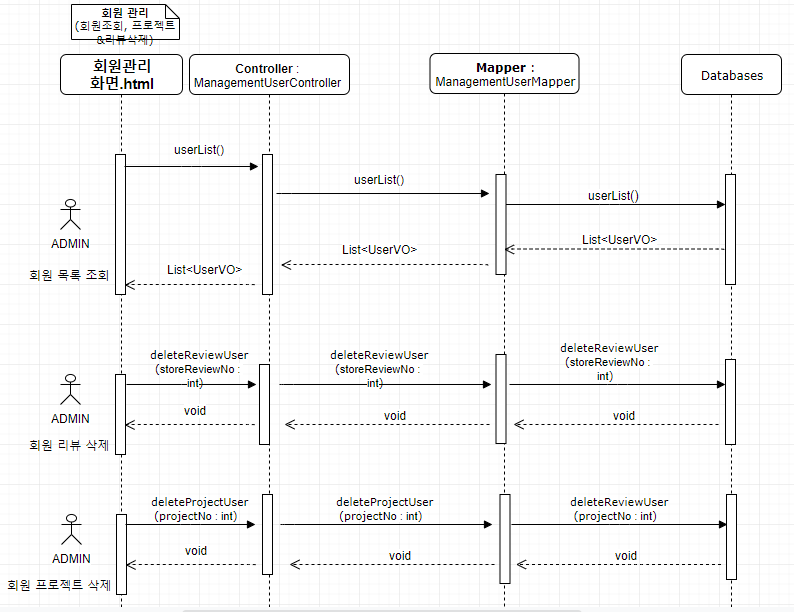 회원 관리
(회원조회, 프로젝트
&리뷰삭제)
회원관리
화면.html
Controller :
ManagementUserController
Mapper :
ManagementUserMapper
Databases
userList()
userList()
userList()
List<UserVO>
List<UserVO>
List<UserVO>
ADMIN
회원 목록 조회
deleteReviewUser
(storeReviewNo :
int)
deleteReviewUser
(storeReviewNo :
int)
deleteReviewUser
(storeReviewNo :
int)
void
void
void
ADMIN
회원 리뷰 삭제
deleteProjectUser
(projectNo : int)
deleteProjectUser
(projectNo : int)
deleteReviewUser
(projectNo : int)
void
void
void
ADMIN
회원 프로젝트 삭제